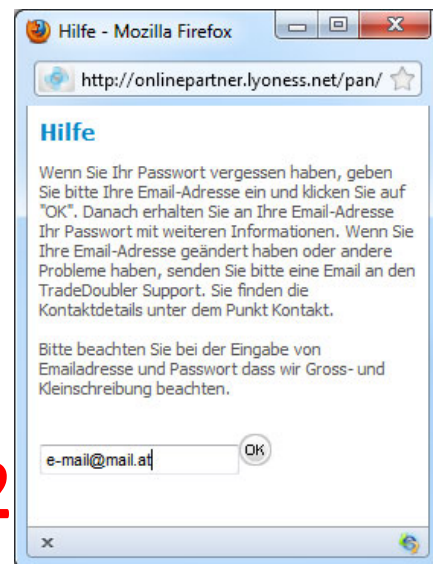 Hilfe - Mozilla Firefox
http://onlinepartner.lyoness.net/pan/
Hilfe
Wenn Sie Ihr Passwort vergessen haben, geben
Sie bitte Ihre Email-Adresse ein und klicken Sie auf
"OK". Danach erhalten Sie an Ihre Email-Adresse
Ihr Passwort mit weiteren Informationen. Wenn Sie
Ihre Email-Adresse geändert haben oder andere
Probleme haben, senden Sie bitte eine Email an den
TradeDoubler Support. Sie finden die
Kontaktdetails unter dem Punkt Kontakt.
Bitte beachten Sie bei der Eingabe von
Emailadresse und Passwort dass wir Gross- und
Kleinschreibung beachten.
e-mail@mail.at OK
2
x